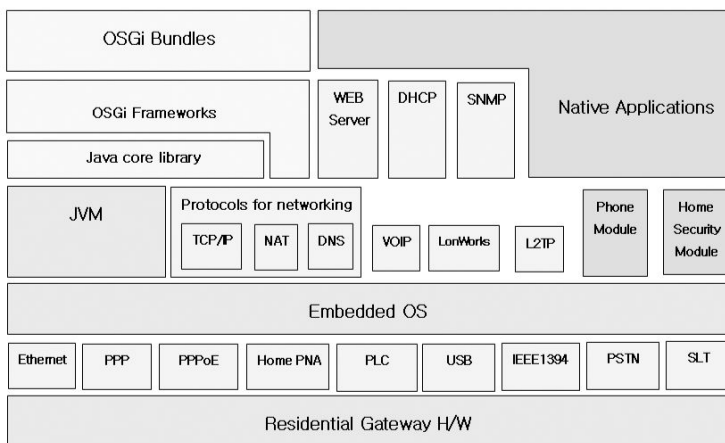 OSGi Bundles
OSGi Frameworks
Java core library
WEB
Server
DHCP
SNMP
Native Applications
JVM
Protocols for networking
TCP/IP
NAT
DNS
VOIP
LonWorks
L2TP
Phone
Module
Home
Security
Module
Embedded OS
Ethernet
PPP
PPPoE
Home PNA
PLC
USB
IEEE1394
PSTN
SLT
Residential Gateway H/W